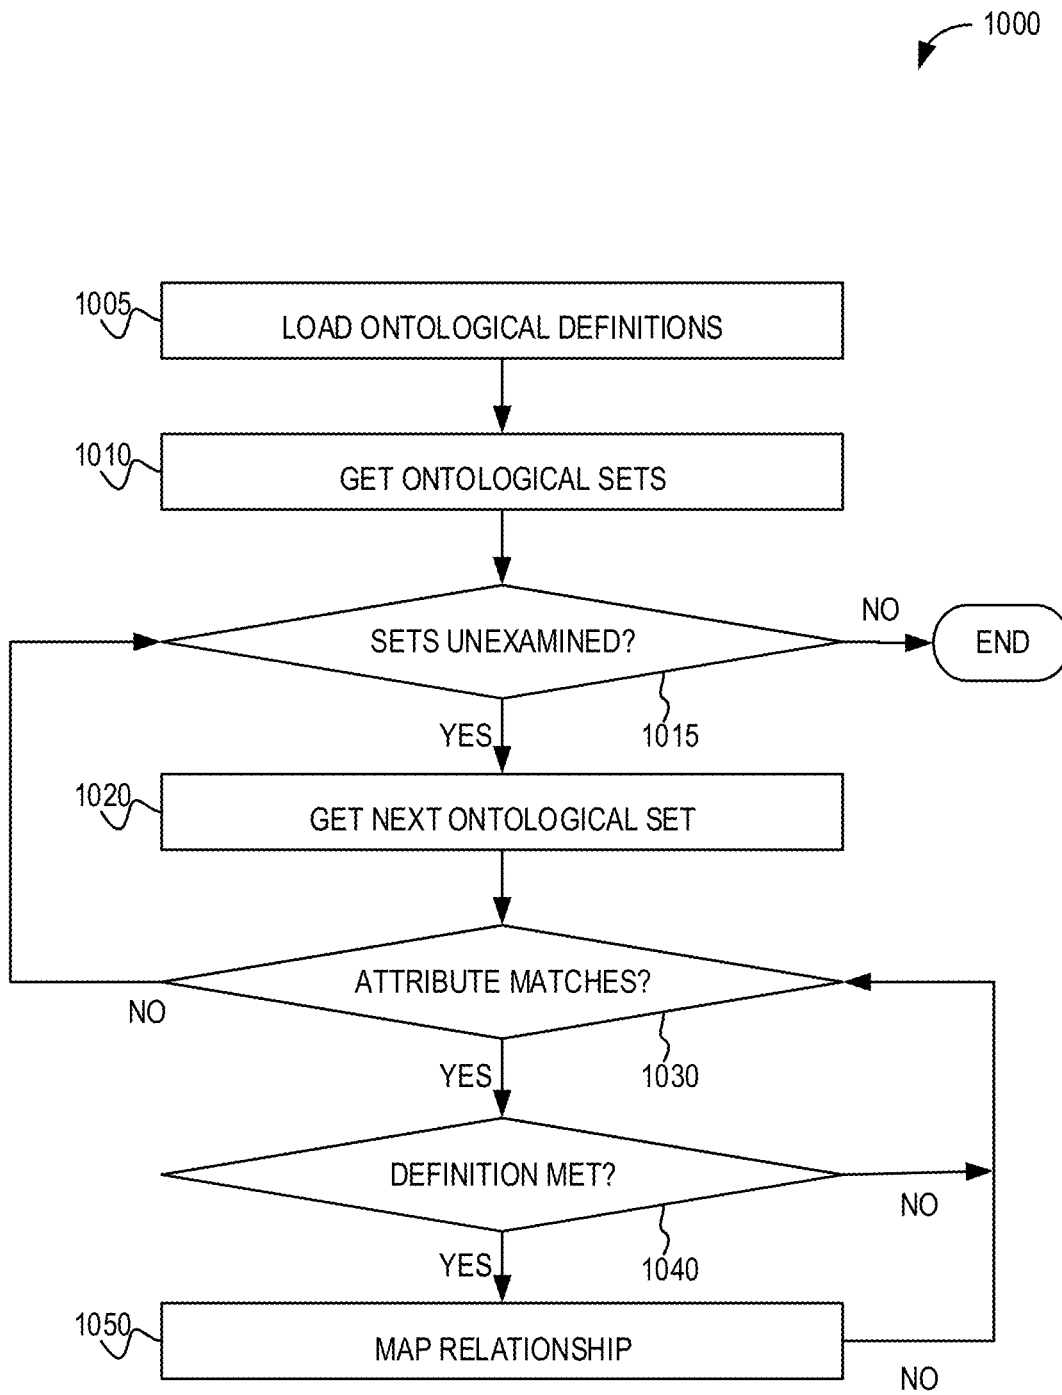 1000
1005
LOAD ONTOLOGICAL DEFINITIONS
1010
GET ONTOLOGICAL SETS
NO
SETS UNEXAMINED?
END
YES
1015
1020
GET NEXT ONTOLOGICAL SET
ATTRIBUTE MATCHES?
NO
YES
1030
DEFINITION MET?
NO
YES
1040
1050
MAP RELATIONSHIP
NO